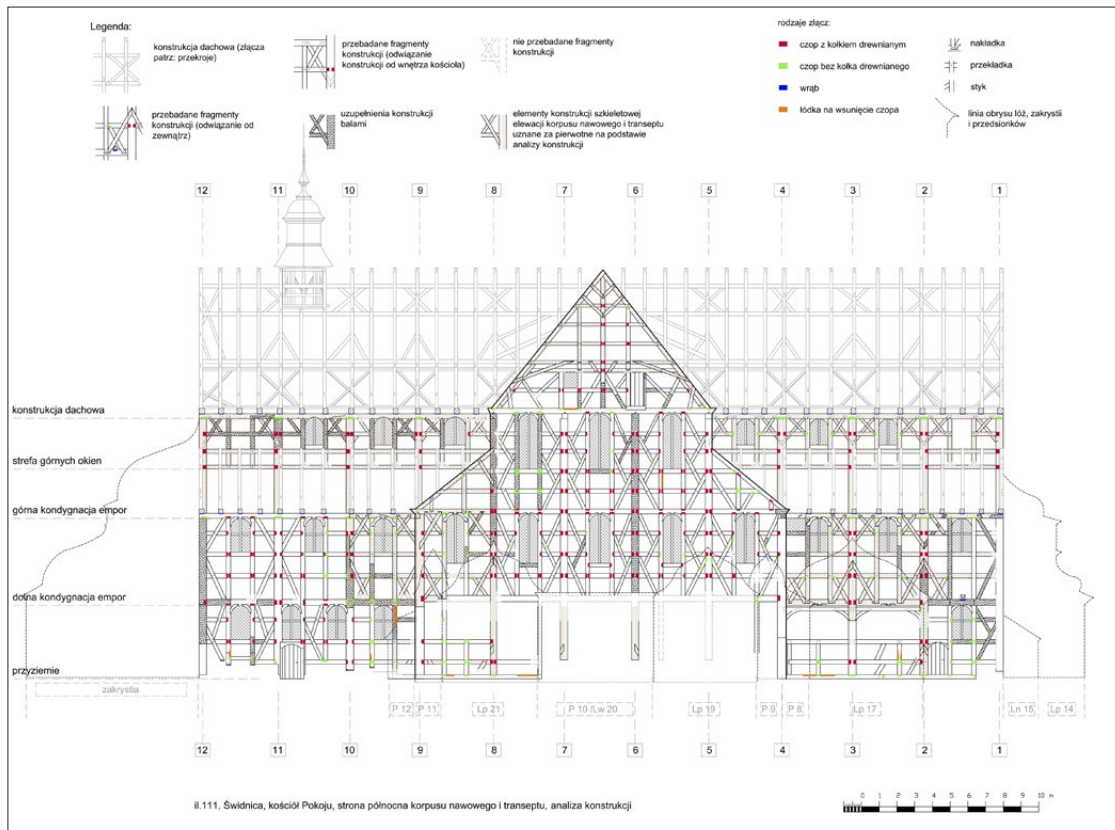 Legenda:
konstrukcja dachowa (złącza
patrz: przekroje)
przebadane fragmenty
konstrukcji (odwiązanie
konstrukcji od wnętrza kościoła)
nie przebadane fragmenty
konstrukcji
przebadane fragmenty
konstrukcji (odwiązanie od
zewnątrz)
uzupełnienia konstrukcji
balami
elementy konstrukcji szkieletowej
elewacji korpusu nawowego i transeptu
uznane za pierwotne na podstawie
analizy konstrukcji
rodzaje złącz:
czop z kołkiem drewnianym
czop bez kołka drewnianego
wrąb
łódka na wsunięcie czopa
nakładka
przekładka
styk
linia obrysu lóż, zakrystii
i przedsionków
12 11 10 9 8 7 6 5 4 3 2 1
konstrukcja dachowa
strefa górnych okien
górna kondygnacja empor
dolna kondygnacja empor
przyziemie
zakrystia P 12 P 11 Lp 21 P 10 /Lw 20 Lp 19 P 9 P 8 Lp 17 Ln 15 Lp 14
12 11 10 9 8 7 6 5 4 3 2 1
il.111. Świdnica, kościół Pokoju, strona północna korpusu nawowego i transeptu, analiza konstrukcji
0 1 2 3 4 5 6 7 8 9 10 m